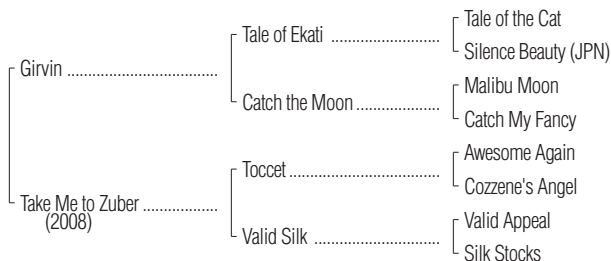 Tale of the Cat
Tale of Ekati ..............................
Silence Beauty (JPN)
Girvin ..........................................
Malibu Moon
Catch the Moon .......................
Catch My Fancy
Awesome Again
Toccet ..........................................
Cozzene's Angel
Take Me to Zuber .....................
(2008)
Valid Appeal
Valid Silk ...................................
Silk Stocks